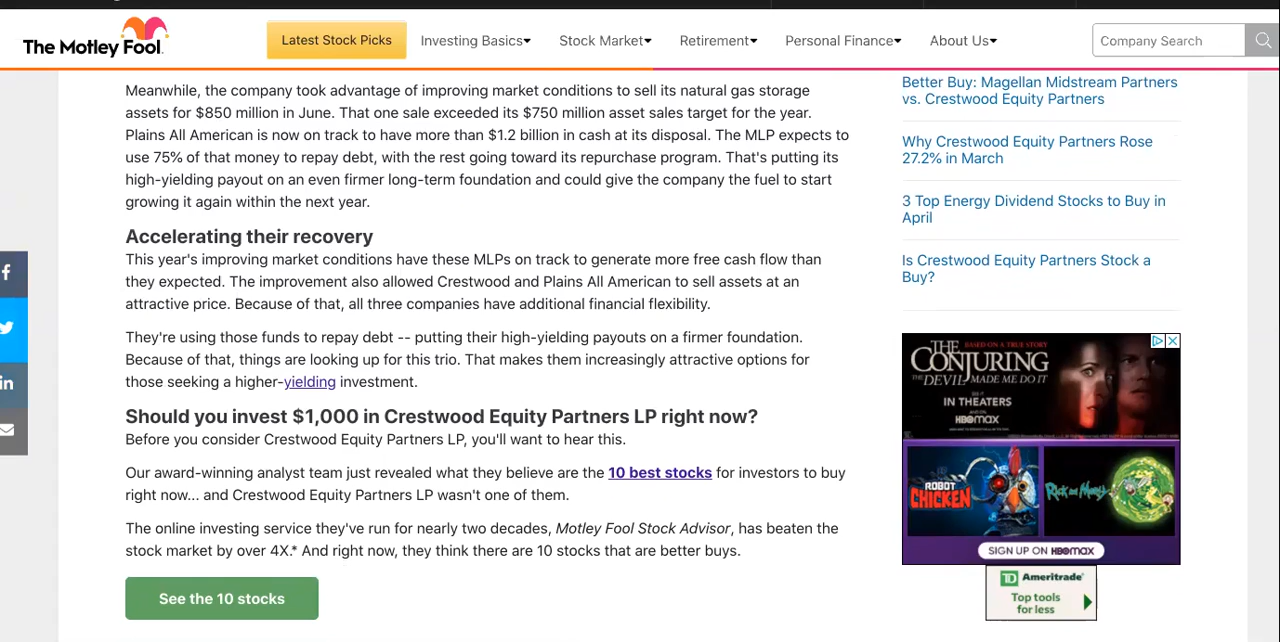 The Motley Fool.
Latest Stock Picks
Investing Basics
Stock Market
Retirement
Personal Finance
About Us
Company Search
Meanwhile, the company took advantage of improving market conditions to sell its natural gas storage
assets for $850 million in June. That one sale exceeded its $750 million asset sales target for the year.
Plains All American is now on track to have more than $1.2 billion in cash at its disposal. The MLP expects to
use 75% of that money to repay debt, with the rest going toward its repurchase program. That's putting its
high-yielding payout on an even firmer long-term foundation and could give the company the fuel to start
growing it again within the next year.
Accelerating their recovery
This year's improving market conditions have these MLPs on track to generate more free cash flow than
they expected. The improvement also allowed Crestwood and Plains All American to sell assets at an
attractive price. Because of that, all three companies have additional financial flexibility.
They're using those funds to repay debt -- putting their high-yielding payouts on a firmer foundation.
Because of that, things are looking up for this trio. That makes them increasingly attractive options for
those seeking a higher-yielding investment.
Should you invest $1,000 in Crestwood Equity Partners LP right now?
Before you consider Crestwood Equity Partners LP, you'll want to hear this.
Our award-winning analyst team just revealed what they believe are the 10 best stocks for investors to buy
right now... and Crestwood Equity Partners LP wasn't one of them.
The online investing service they've run for nearly two decades, Motley Fool Stock Advisor, has beaten the
stock market by over 4X.* And right now, they think there are 10 stocks that are better buys.
See the 10 stocks
Better Buy: Magellan Midstream Partners
vs. Crestwood Equity Partners
Why Crestwood Equity Partners Rose
27.2% in March
3 Top Energy Dividend Stocks to Buy in
April
Is Crestwood Equity Partners Stock a
Buy?
BASED ON A TRUE STORY
THE
CONJURING
THE DEVIL MADE ME DO IT
IN THEATERS
AND ON
HBOmax
ROBOT
CHICKEN
Rick and Morty
SIGN UP ON HBOmax
TD Ameritrade
Top tools
for less
f
in